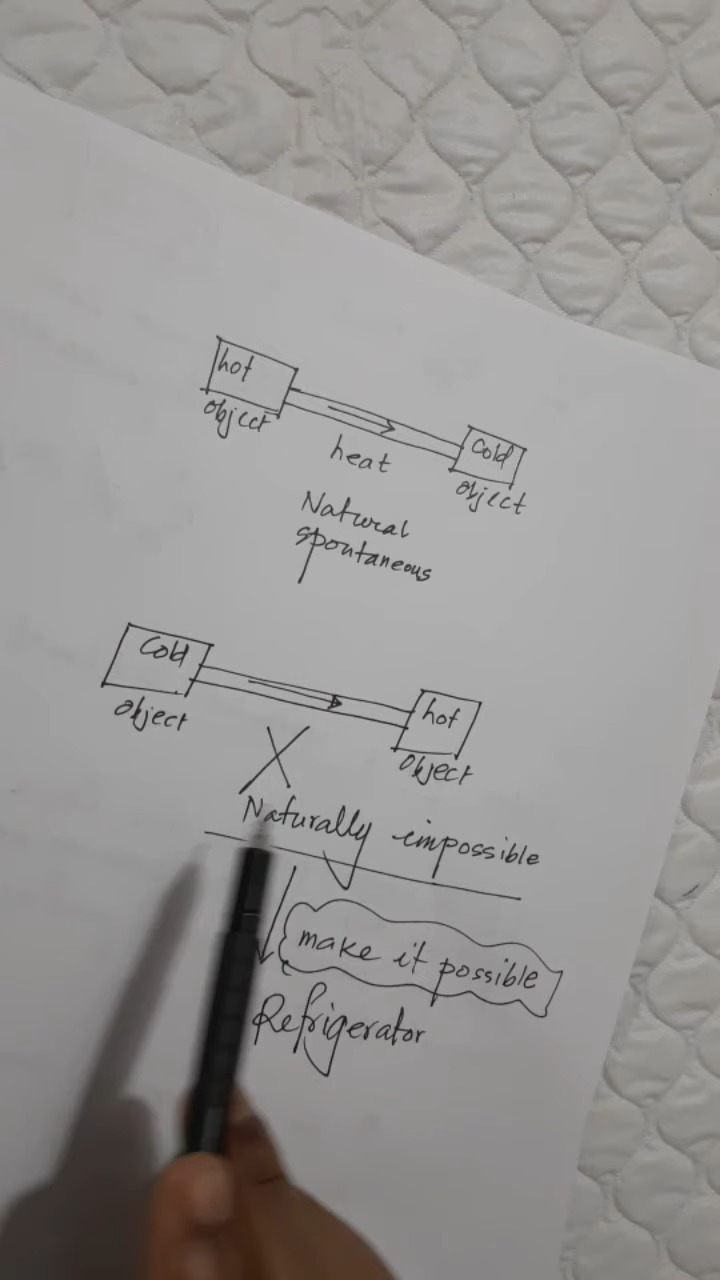 hot
object
heat
Cold
object
Natural
spontaneous
Cold
object
hot
object
Naturally impossible
make it possible
Refrigerator